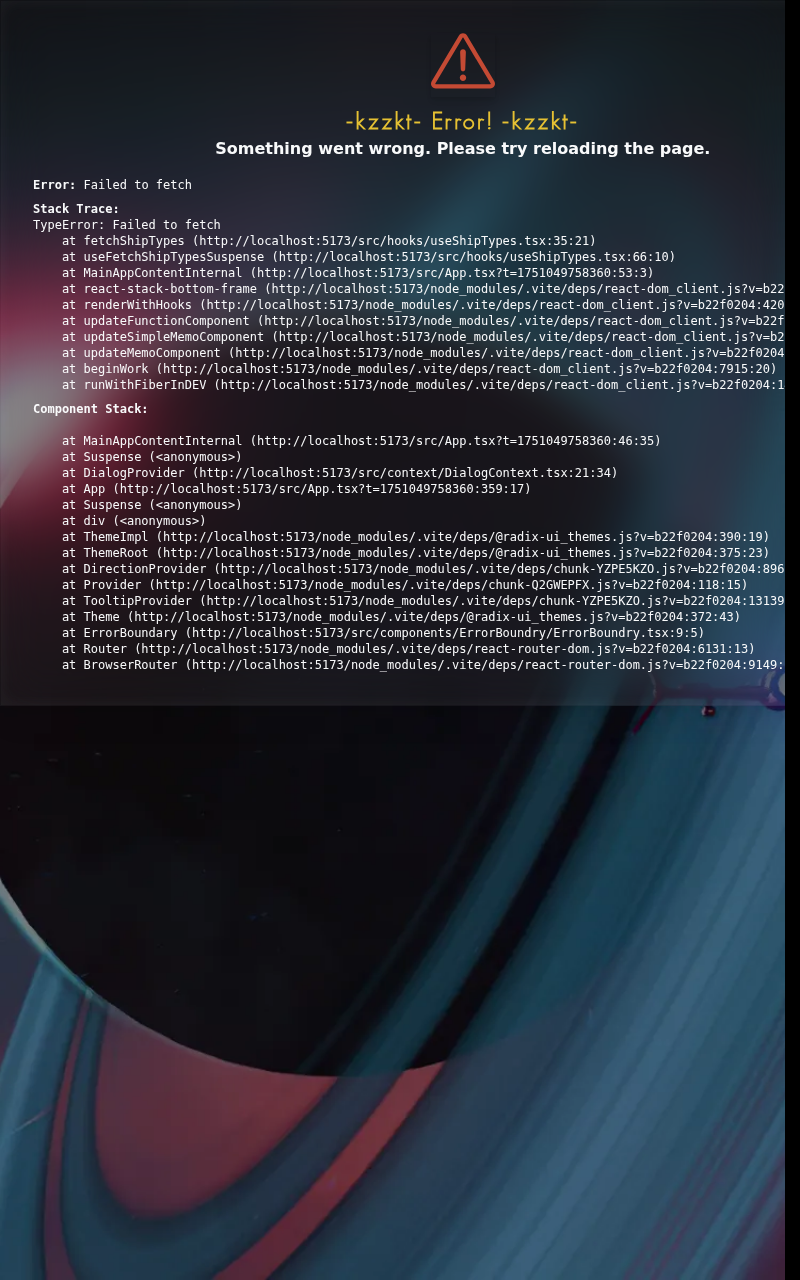 -kzzkt- Error! -kzzkt-
Something went wrong. Please try reloading the page.
Error: Failed to fetch
Stack Trace:
TypeError: Failed to fetch
    at fetchShipTypes (http://localhost:5173/src/hooks/useShipTypes.tsx:35:21)
    at useFetchShipTypesSuspense (http://localhost:5173/src/hooks/useShipTypes.tsx:66:10)
    at MainAppContentInternal (http://localhost:5173/src/App.tsx?t=1751049758360:53:3)
    at react-stack-bottom-frame (http://localhost:5173/node_modules/.vite/deps/react-dom_client.js?v=b22
    at renderWithHooks (http://localhost:5173/node_modules/.vite/deps/react-dom_client.js?v=b22f0204:420
    at updateFunctionComponent (http://localhost:5173/node_modules/.vite/deps/react-dom_client.js?v=b22f
    at updateSimpleMemoComponent (http://localhost:5173/node_modules/.vite/deps/react-dom_client.js?v=b2
    at updateMemoComponent (http://localhost:5173/node_modules/.vite/deps/react-dom_client.js?v=b22f0204
    at beginWork (http://localhost:5173/node_modules/.vite/deps/react-dom_client.js?v=b22f0204:7915:20)
    at runWithFiberInDEV (http://localhost:5173/node_modules/.vite/deps/react-dom_client.js?v=b22f0204:1
Component Stack:
    at MainAppContentInternal (http://localhost:5173/src/App.tsx?t=1751049758360:46:35)
    at Suspense (<anonymous>)
    at DialogProvider (http://localhost:5173/src/context/DialogContext.tsx:21:34)
    at App (http://localhost:5173/src/App.tsx?t=1751049758360:359:17)
    at Suspense (<anonymous>)
    at div (<anonymous>)
    at ThemeImpl (http://localhost:5173/node_modules/.vite/deps/@radix-ui_themes.js?v=b22f0204:390:19)
    at ThemeRoot (http://localhost:5173/node_modules/.vite/deps/@radix-ui_themes.js?v=b22f0204:375:23)
    at DirectionProvider (http://localhost:5173/node_modules/.vite/deps/chunk-YZPE5KZO.js?v=b22f0204:896
    at Provider (http://localhost:5173/node_modules/.vite/deps/chunk-Q2GWEPFX.js?v=b22f0204:118:15)
    at TooltipProvider (http://localhost:5173/node_modules/.vite/deps/chunk-YZPE5KZO.js?v=b22f0204:13139
    at Theme (http://localhost:5173/node_modules/.vite/deps/@radix-ui_themes.js?v=b22f0204:372:43)
    at ErrorBoundary (http://localhost:5173/src/components/ErrorBoundry/ErrorBoundry.tsx:9:5)
    at Router (http://localhost:5173/node_modules/.vite/deps/react-router-dom.js?v=b22f0204:6131:13)
    at BrowserRouter (http://localhost:5173/node_modules/.vite/deps/react-router-dom.js?v=b22f0204:9149: